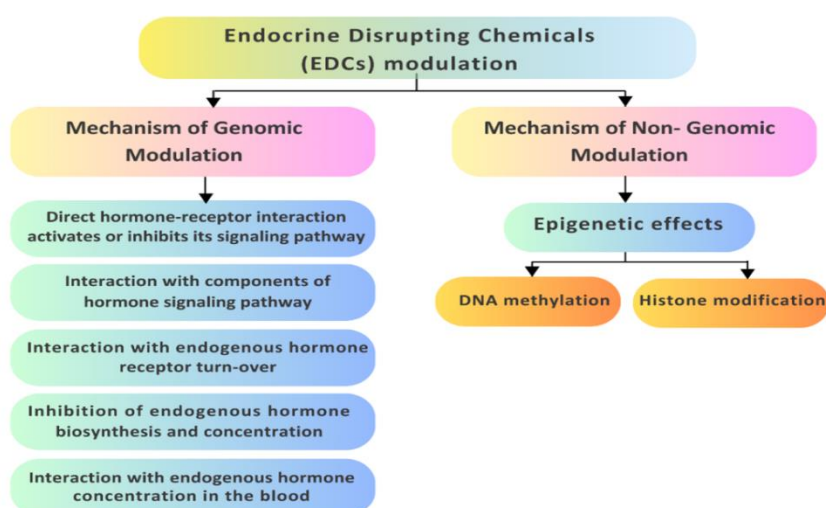 Endocrine Disrupting Chemicals
(EDCs) modulation
Mechanism of Genomic
Modulation
Direct hormone-receptor interaction
activates or inhibits its signaling pathway
Interaction with components of
hormone signaling pathway
Interaction with endogenous hormone
receptor turn-over
Inhibition of endogenous hormone
biosynthesis and concentration
Interaction with endogenous hormone
concentration in the blood
Mechanism of Non- Genomic
Modulation
Epigenetic effects
DNA methylation
Histone modification